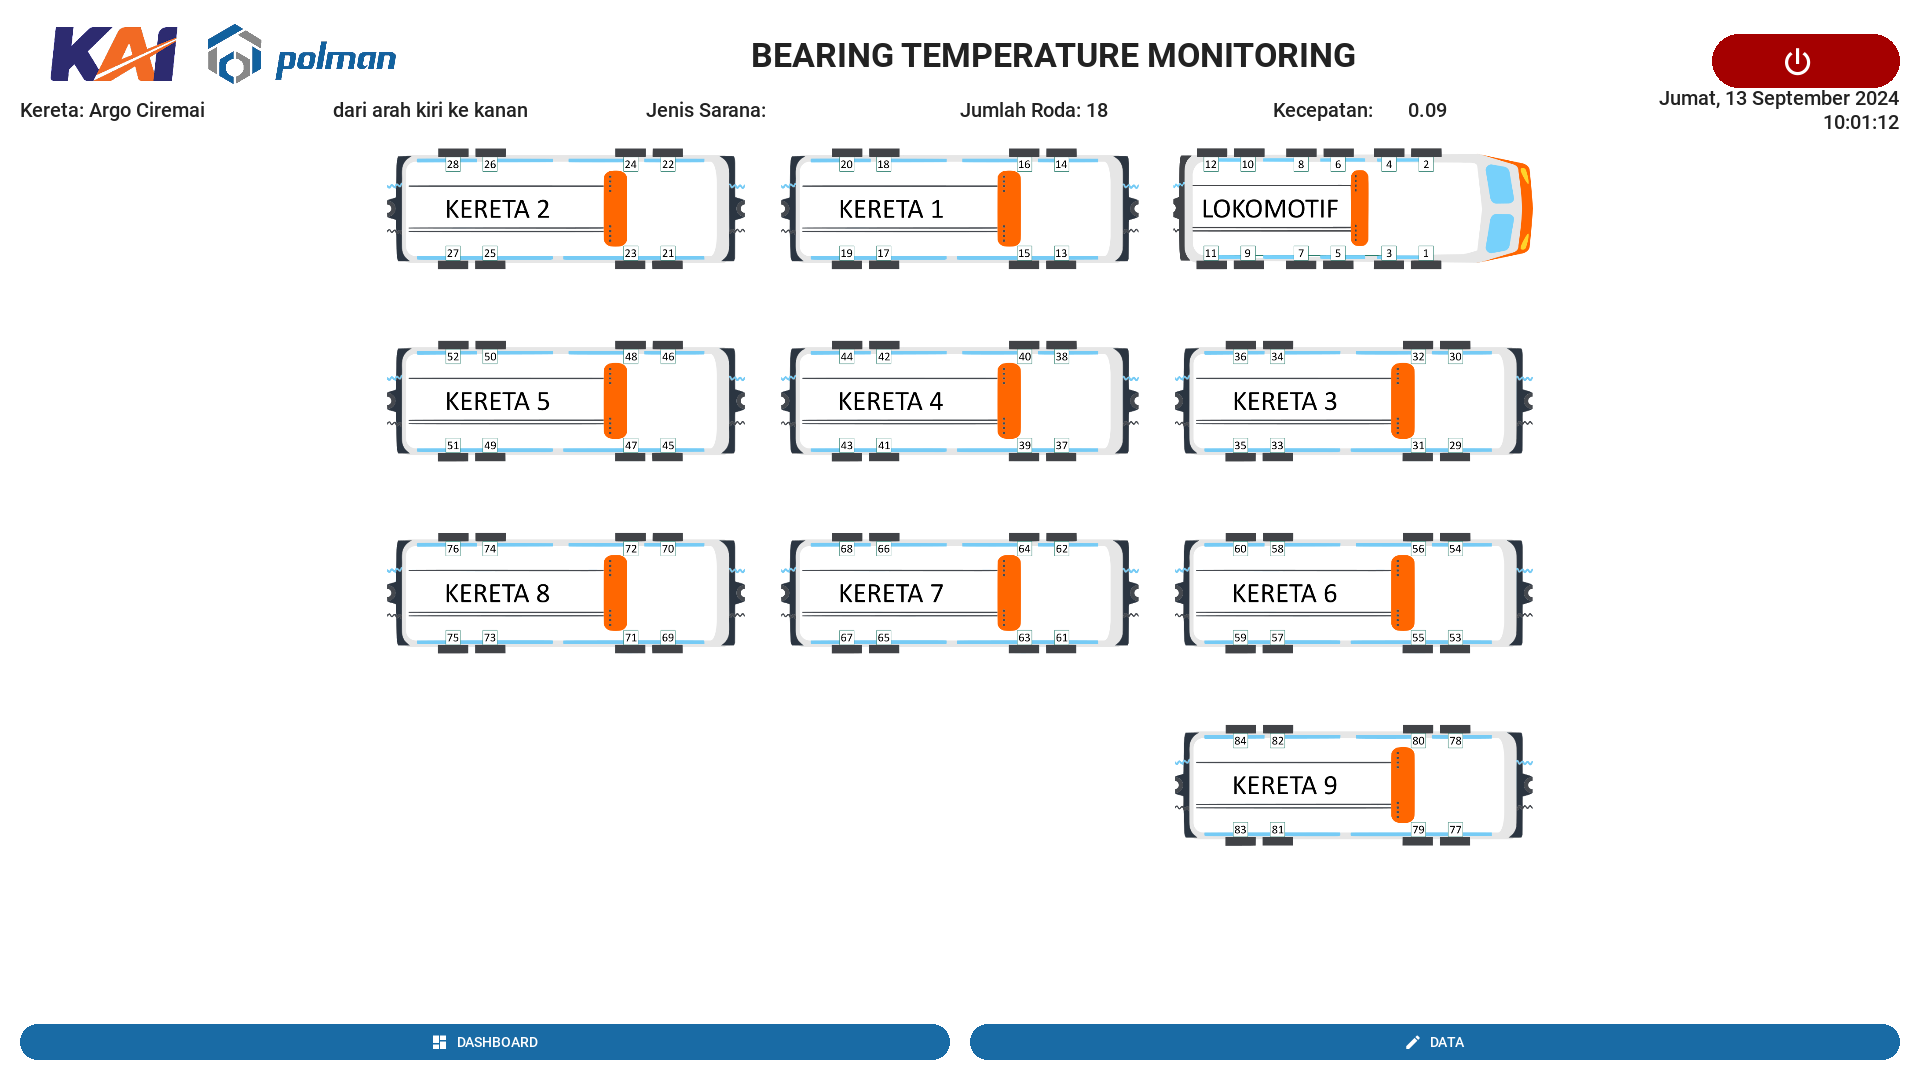 KAI polman
BEARING TEMPERATURE MONITORING
Kereta: Argo Ciremai dari arah kiri ke kanan Jenis Sarana: Jumlah Roda: 18 Kecepatan: 0.09
Jumat, 13 September 2024
10:01:12
28 26 24 22 20 18 16 14 12 10 8 6 4 2
KERETA 2 KERETA 1 LOKOMOTIF
27 25 23 21 19 17 15 13 11 9 7 5 3 1
52 50 48 46 44 42 40 38 36 34 32 30
KERETA 5 KERETA 4 KERETA 3
51 49 47 45 43 41 39 37 35 33 31 29
76 74 72 70 68 66 64 62 60 58 56 54
KERETA 8 KERETA 7 KERETA 6
75 73 71 69 67 65 63 61 59 57 55 53
84 82 80 78
KERETA 9
83 81 79 77
DASHBOARD DATA